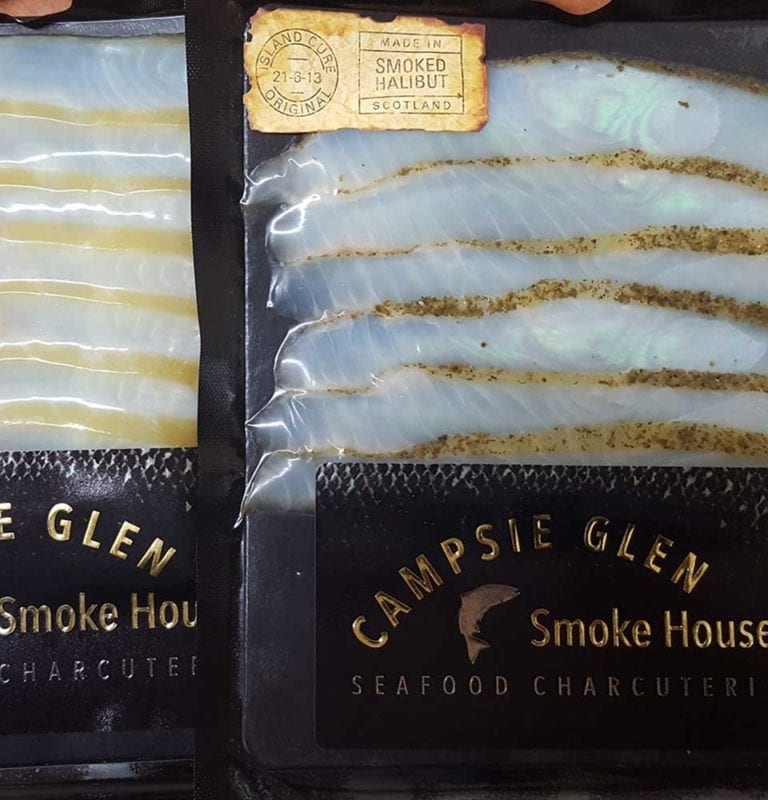 ISLAND CURE
21-6-13
ORIGINAL
MADE IN
SMOKED
HALIBUT
SCOTLAND
E GLEN
Smoke Hou
CHARCUTE
CAMPSIE GLEN
Smoke House
SEAFOOD CHARCUTERI